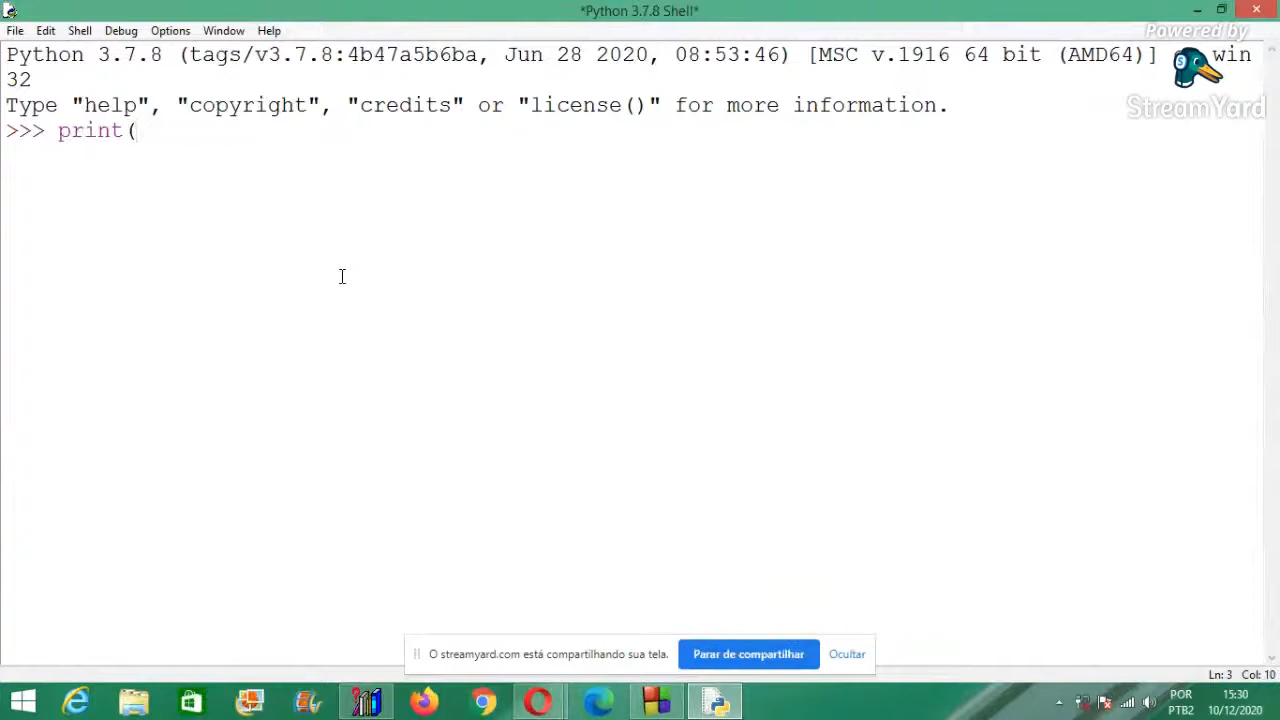 *Python 3.7.8 Shell*
File Edit Shell Debug Options Window Help
Powered by
StreamYard
Python 3.7.8 (tags/v3.7.8:4b47a5b6ba, Jun 28 2020, 08:53:46) [MSC v.1916 64 bit (AMD64)] win
32
Type "help", "copyright", "credits" or "license()" for more information.
>>> print(
O streamyard.com está compartilhando sua tela. Parar de compartilhar Ocultar
Ln: 3 Col: 10
POR 15:30
PTB2 10/12/2020